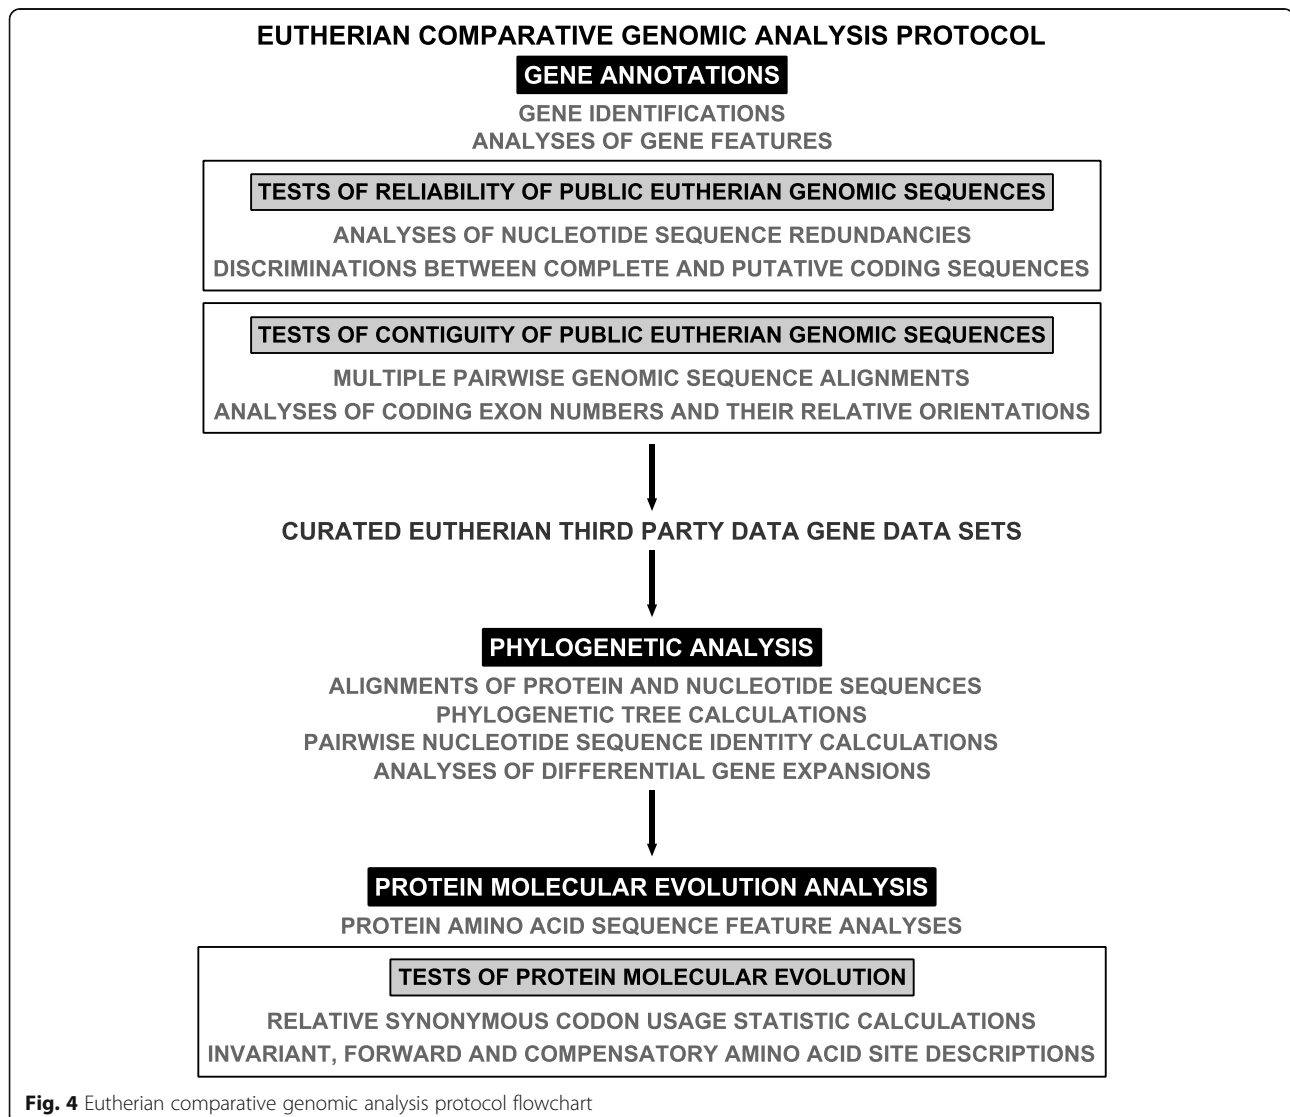 EUTHERIAN COMPARATIVE GENOMIC ANALYSIS PROTOCOL
GENE ANNOTATIONS
GENE IDENTIFICATIONS
ANALYSES OF GENE FEATURES
TESTS OF RELIABILITY OF PUBLIC EUTHERIAN GENOMIC SEQUENCES
ANALYSES OF NUCLEOTIDE SEQUENCE REDUNDANCIES
DISCRIMINATIONS BETWEEN COMPLETE AND PUTATIVE CODING SEQUENCES
TESTS OF CONTIGUITY OF PUBLIC EUTHERIAN GENOMIC SEQUENCES
MULTIPLE PAIRWISE GENOMIC SEQUENCE ALIGNMENTS
ANALYSES OF CODING EXON NUMBERS AND THEIR RELATIVE ORIENTATIONS
CURATED EUTHERIAN THIRD PARTY DATA GENE DATA SETS
PHYLOGENETIC ANALYSIS
ALIGNMENTS OF PROTEIN AND NUCLEOTIDE SEQUENCES
PHYLOGENETIC TREE CALCULATIONS
PAIRWISE NUCLEOTIDE SEQUENCE IDENTITY CALCULATIONS
ANALYSES OF DIFFERENTIAL GENE EXPANSIONS
PROTEIN MOLECULAR EVOLUTION ANALYSIS
PROTEIN AMINO ACID SEQUENCE FEATURE ANALYSES
TESTS OF PROTEIN MOLECULAR EVOLUTION
RELATIVE SYNONYMOUS CODON USAGE STATISTIC CALCULATIONS
INVARIANT, FORWARD AND COMPENSATORY AMINO ACID SITE DESCRIPTIONS
Fig. 4 Eutherian comparative genomic analysis protocol flowchart